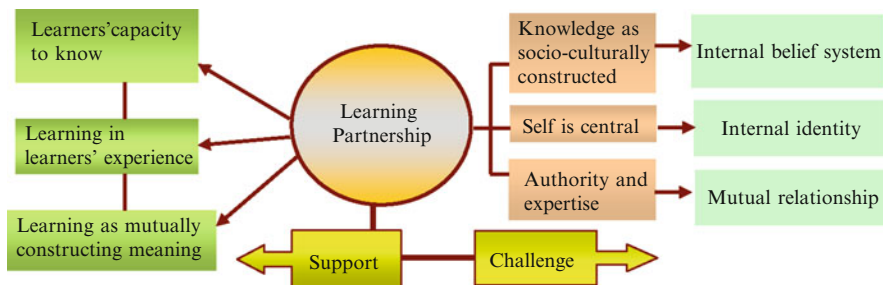 Learners'capacity
to know
Learning in
learners' experience
Learning as mutually
constructing meaning
Learning
Partnership
Support
Challenge
Knowledge as
socio-culturally
constructed
Self is central
Authority and
expertise
Internal belief system
Internal identity
Mutual relationship